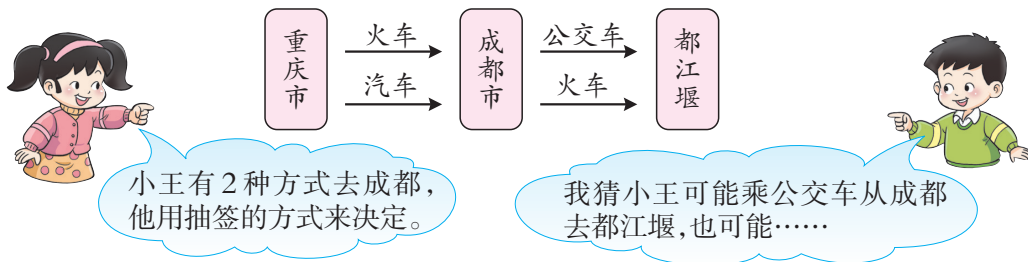 重庆市
火车
汽车
成都市
公交车
火车
都江堰
小王有2种方式去成都，
他用抽签的方式来决定。
我猜小王可能乘公交车从成都
去都江堰，也可能……